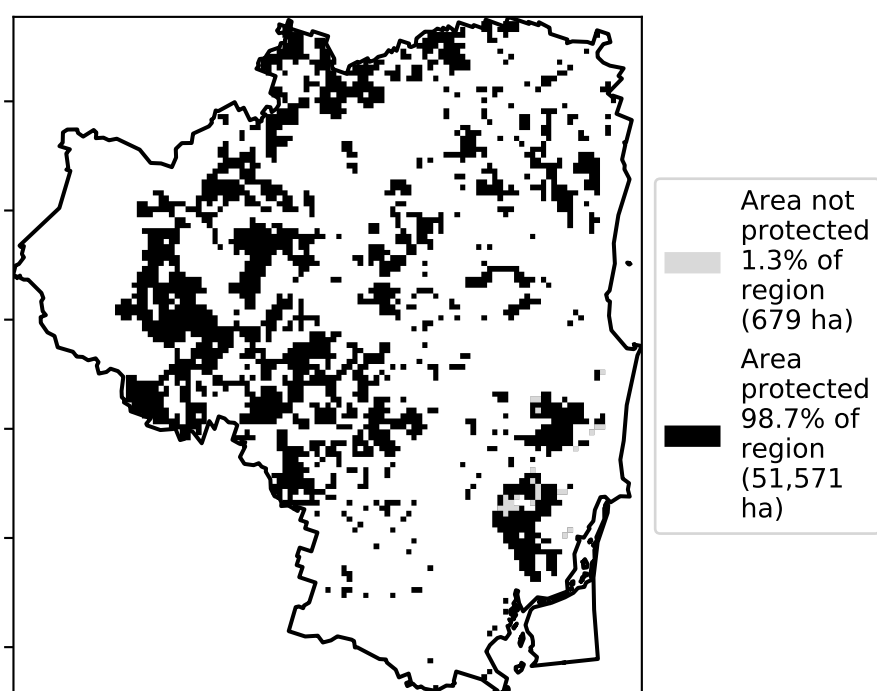 Area not
protected
1.3% of
region
(679 ha)
Area
protected
98.7% of
region
(51,571
ha)